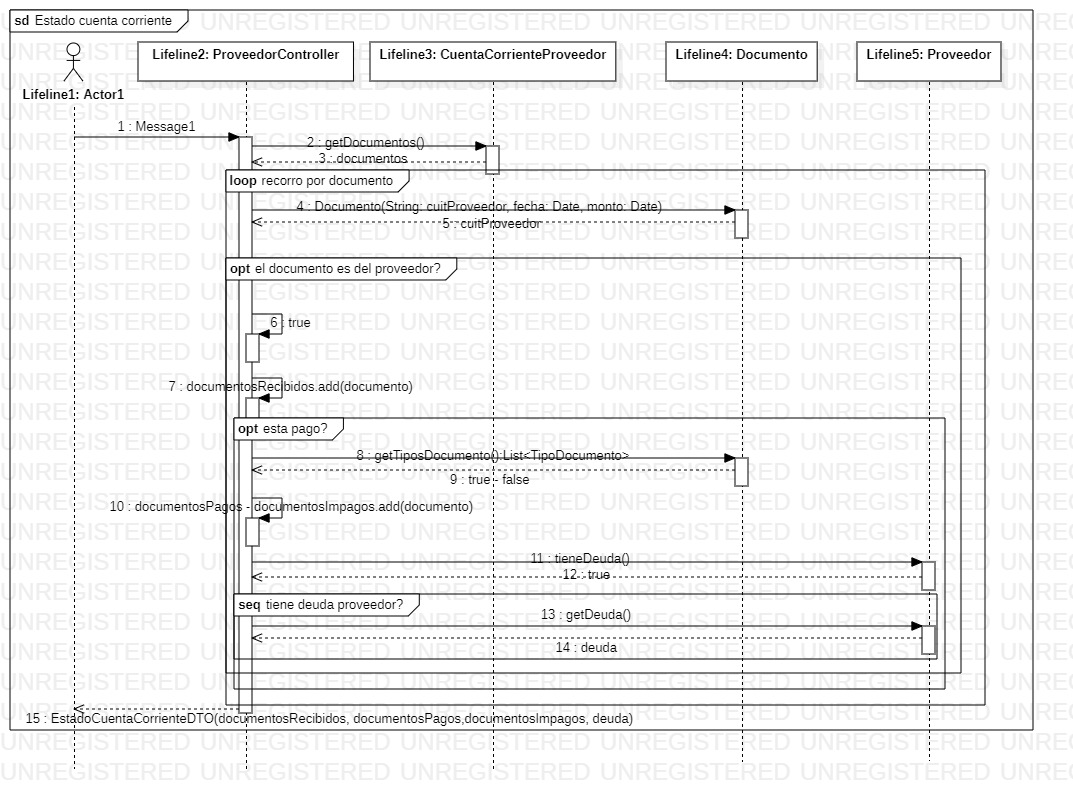 sd Estado cuenta corriente
Lifeline1: Actor1
Lifeline2: ProveedorController
Lifeline3: CuentaCorrienteProveedor
Lifeline4: Documento
Lifeline5: Proveedor
1 : Message1
2 : getDocumentos()
3 : documentos
loop recorro por documento
4 : Documento(String: cuitProveedor, fecha: Date, monto: Date)
5 : cuitProveedor
opt el documento es del proveedor?
6 : true
7 : documentosRecibidos.add(documento)
opt esta pago?
8 : getTiposDocumento():List<TipoDocumento>
9 : true - false
10 : documentosPagos - documentosImpagos.add(documento)
11 : tieneDeuda()
12 : true
seq tiene deuda proveedor?
13 : getDeuda()
14 : deuda
15 : EstadoCuentaCorrienteDTO(documentosRecibidos, documentosPagos,documentosImpagos, deuda)
UNREGISTERED